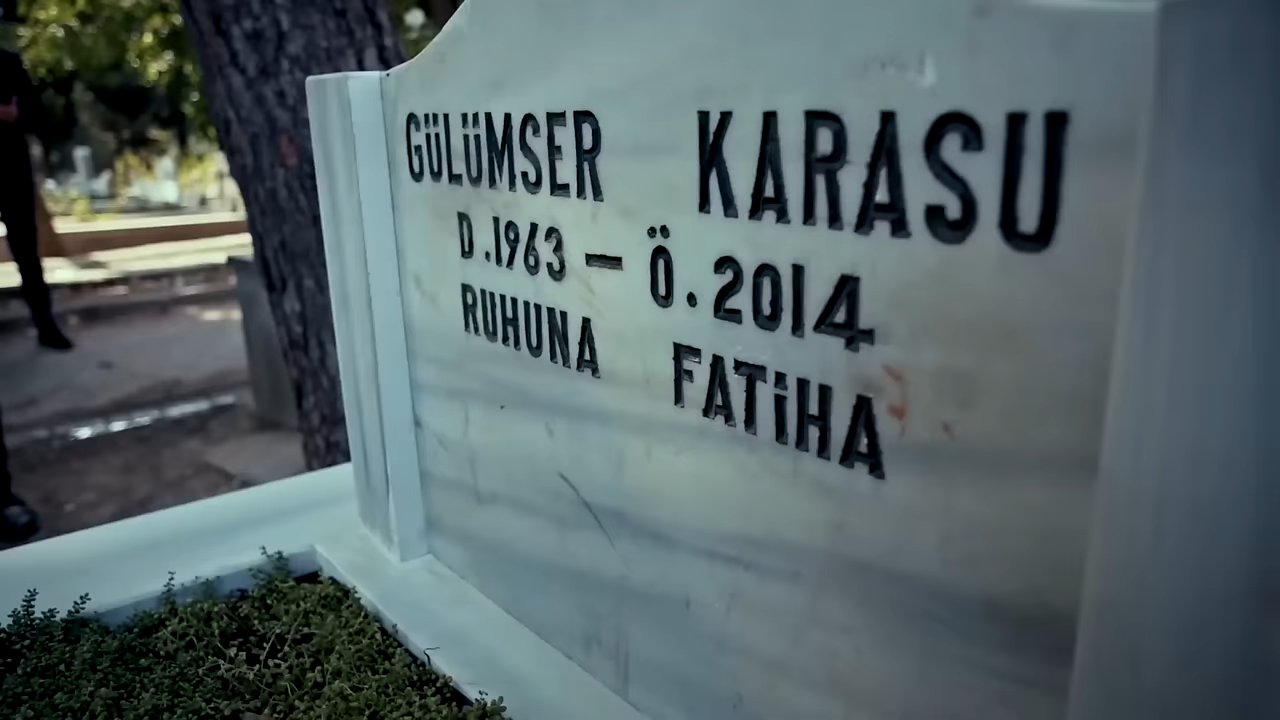 GÜLÜMSER KARASU
D.1963 – Ö.2014
RUHUNA FATiHA